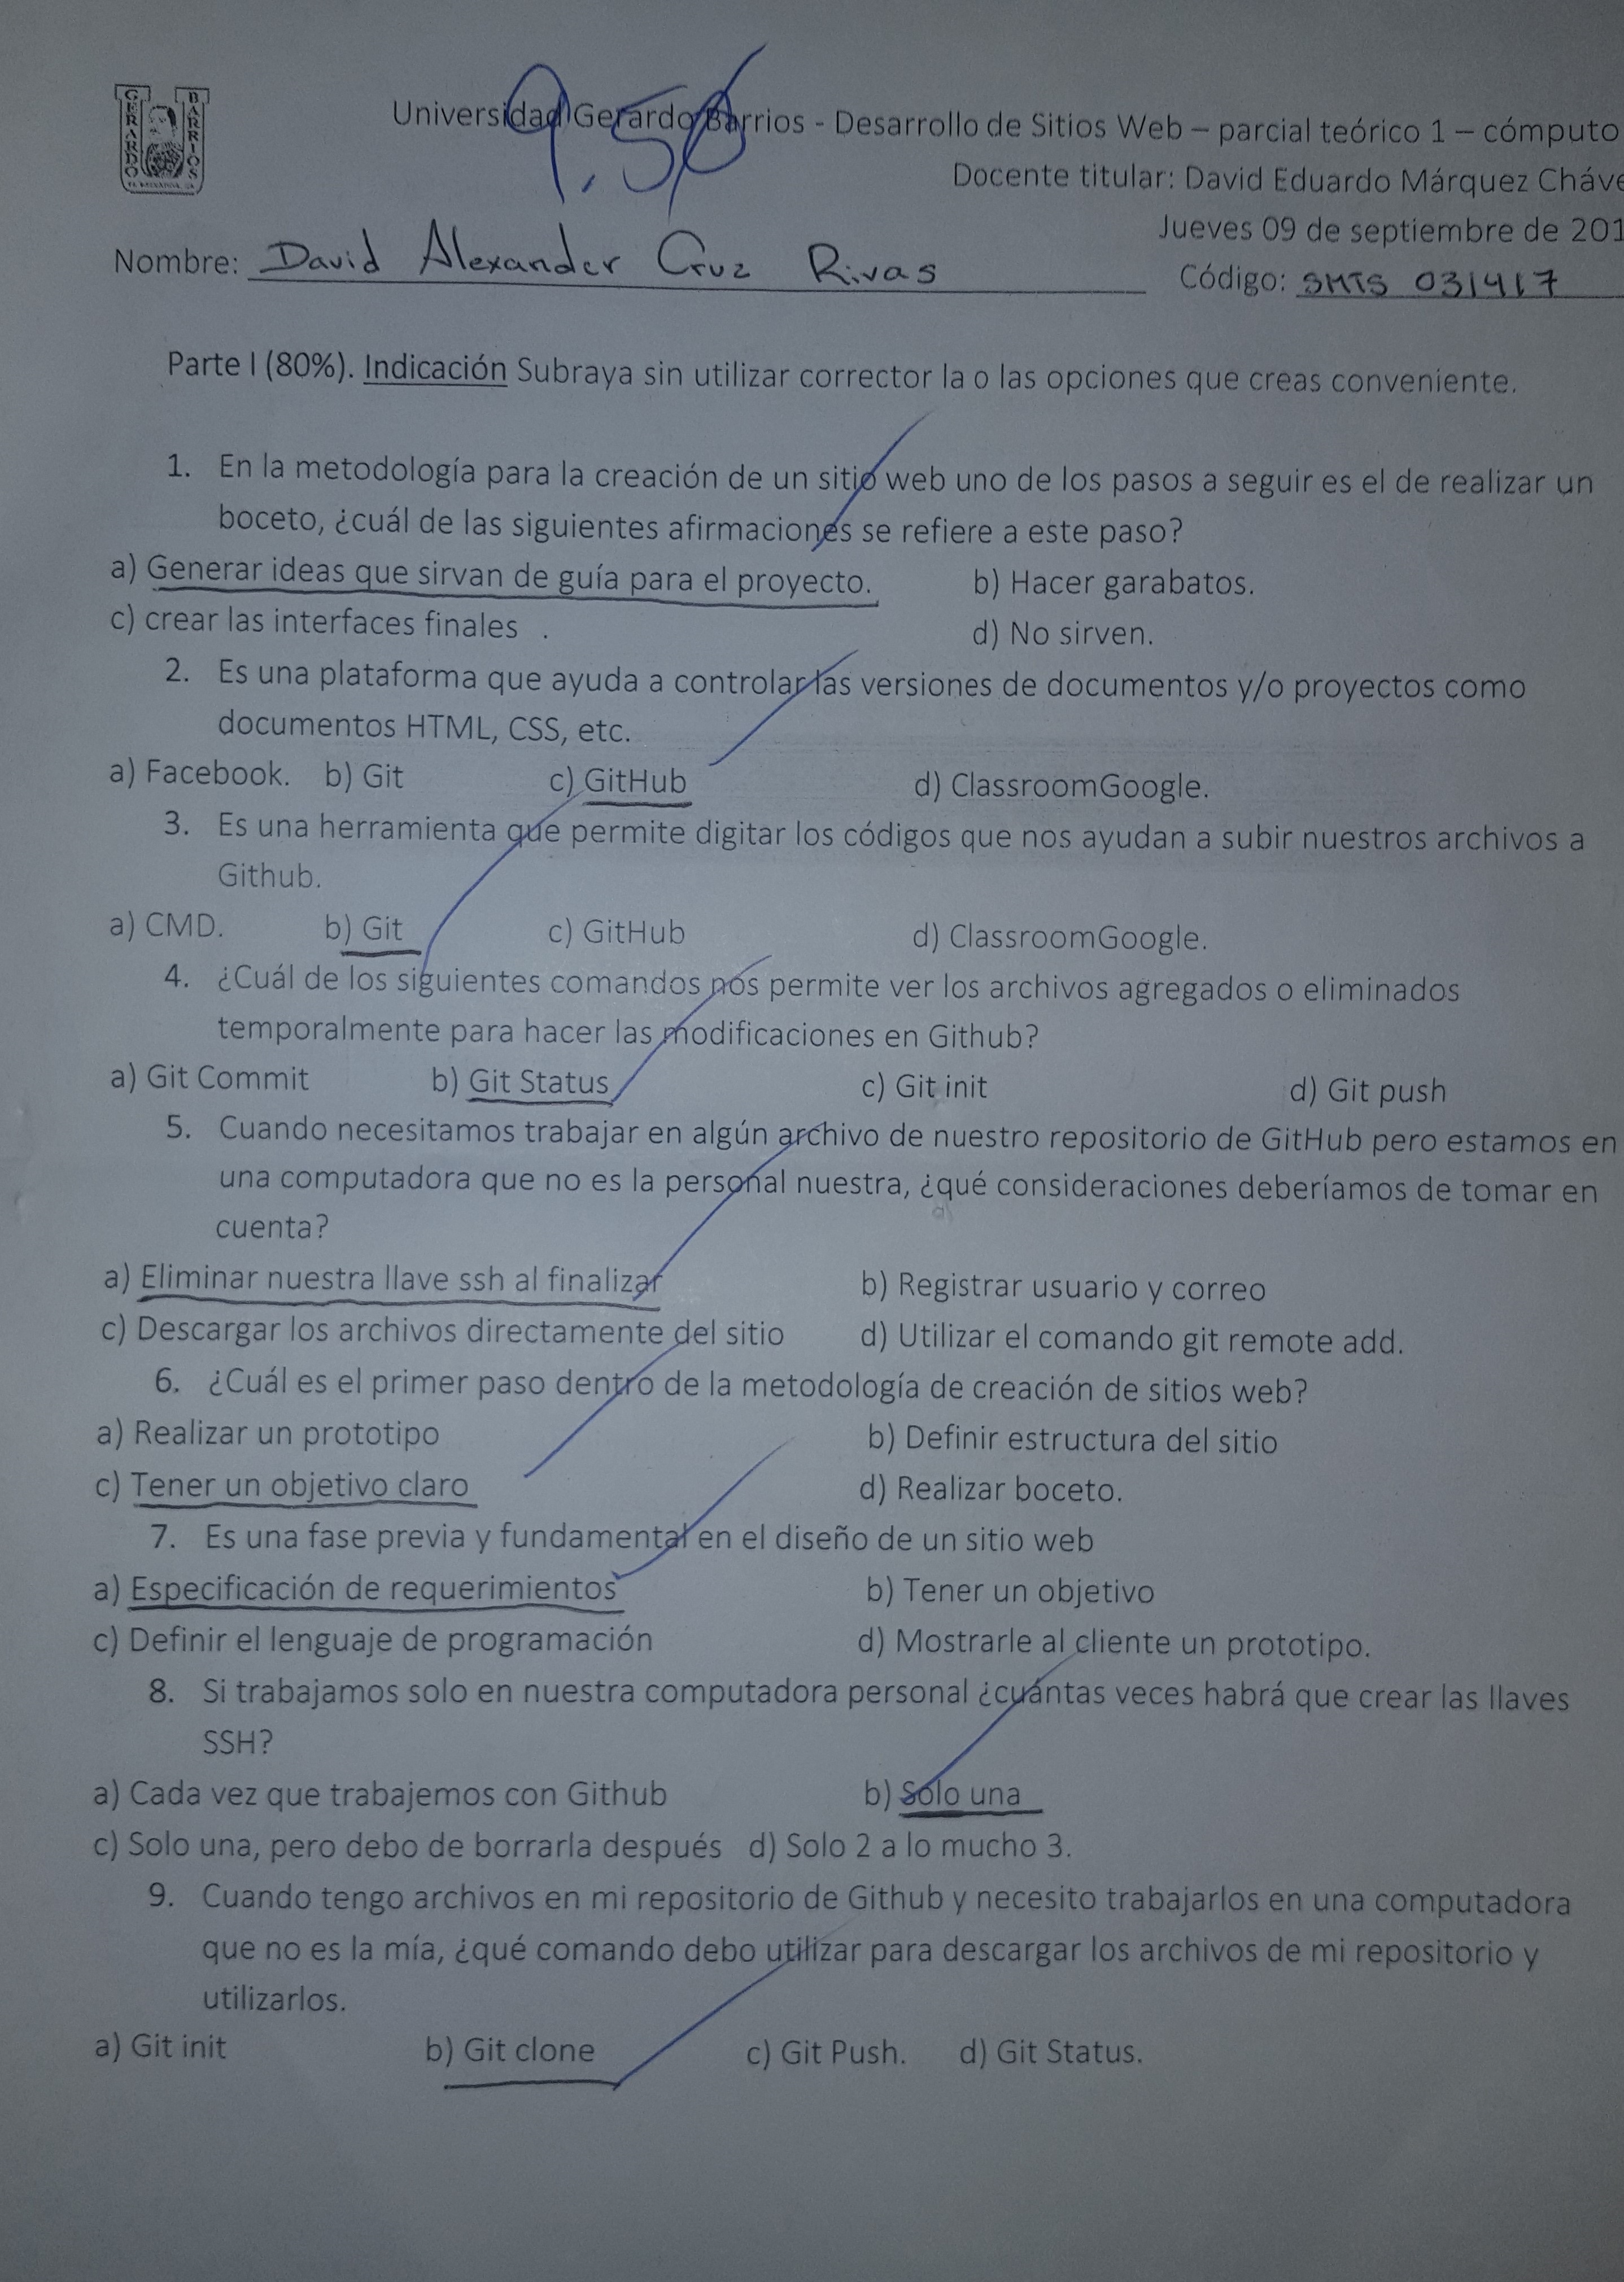 GERARDO BARRIOS
Universidad Gerardo Barrios - Desarrollo de Sitios Web – parcial teórico 1 – cómputo
9.56
Docente titular: David Eduardo Márquez Cháve
Jueves 09 de septiembre de 201
Nombre: David Alexander Cruz Rivas Código: SMTS 031417
Parte I (80%). Indicación Subraya sin utilizar corrector la o las opciones que creas conveniente.
1. En la metodología para la creación de un sitio web uno de los pasos a seguir es el de realizar un
boceto, ¿cuál de las siguientes afirmaciones se refiere a este paso?
a) Generar ideas que sirvan de guía para el proyecto. b) Hacer garabatos.
c) crear las interfaces finales . d) No sirven.
2. Es una plataforma que ayuda a controlar las versiones de documentos y/o proyectos como
documentos HTML, CSS, etc.
a) Facebook. b) Git c) GitHub d) ClassroomGoogle.
3. Es una herramienta que permite digitar los códigos que nos ayudan a subir nuestros archivos a
Github.
a) CMD. b) Git c) GitHub d) ClassroomGoogle.
4. ¿Cuál de los siguientes comandos nos permite ver los archivos agregados o eliminados
temporalmente para hacer las modificaciones en Github?
a) Git Commit b) Git Status c) Git init d) Git push
5. Cuando necesitamos trabajar en algún archivo de nuestro repositorio de GitHub pero estamos en
una computadora que no es la personal nuestra, ¿qué consideraciones deberíamos de tomar en
cuenta?
a) Eliminar nuestra llave ssh al finalizar b) Registrar usuario y correo
c) Descargar los archivos directamente del sitio d) Utilizar el comando git remote add.
6. ¿Cuál es el primer paso dentro de la metodología de creación de sitios web?
a) Realizar un prototipo b) Definir estructura del sitio
c) Tener un objetivo claro d) Realizar boceto.
7. Es una fase previa y fundamental en el diseño de un sitio web
a) Especificación de requerimientos b) Tener un objetivo
c) Definir el lenguaje de programación d) Mostrarle al cliente un prototipo.
8. Si trabajamos solo en nuestra computadora personal ¿cuántas veces habrá que crear las llaves
SSH?
a) Cada vez que trabajemos con Github b) Solo una
c) Solo una, pero debo de borrarla después d) Solo 2 a lo mucho 3.
9. Cuando tengo archivos en mi repositorio de Github y necesito trabajarlos en una computadora
que no es la mía, ¿qué comando debo utilizar para descargar los archivos de mi repositorio y
utilizarlos.
a) Git init b) Git clone c) Git Push. d) Git Status.